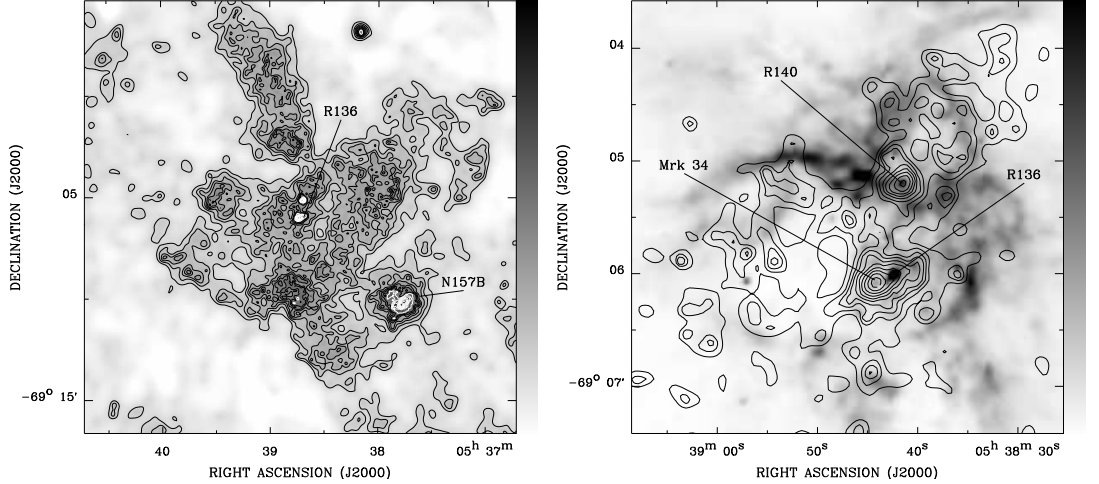 R136
N157B
DECLINATION (J2000)
05
-69° 15'
40
39
38
05ʰ 37ᵐ
RIGHT ASCENSION (J2000)
R140
Mrk 34
R136
DECLINATION (J2000)
04
05
06
-69° 07'
39ᵐ 00ˢ
50ˢ
40ˢ
05ʰ 38ᵐ 30ˢ
RIGHT ASCENSION (J2000)